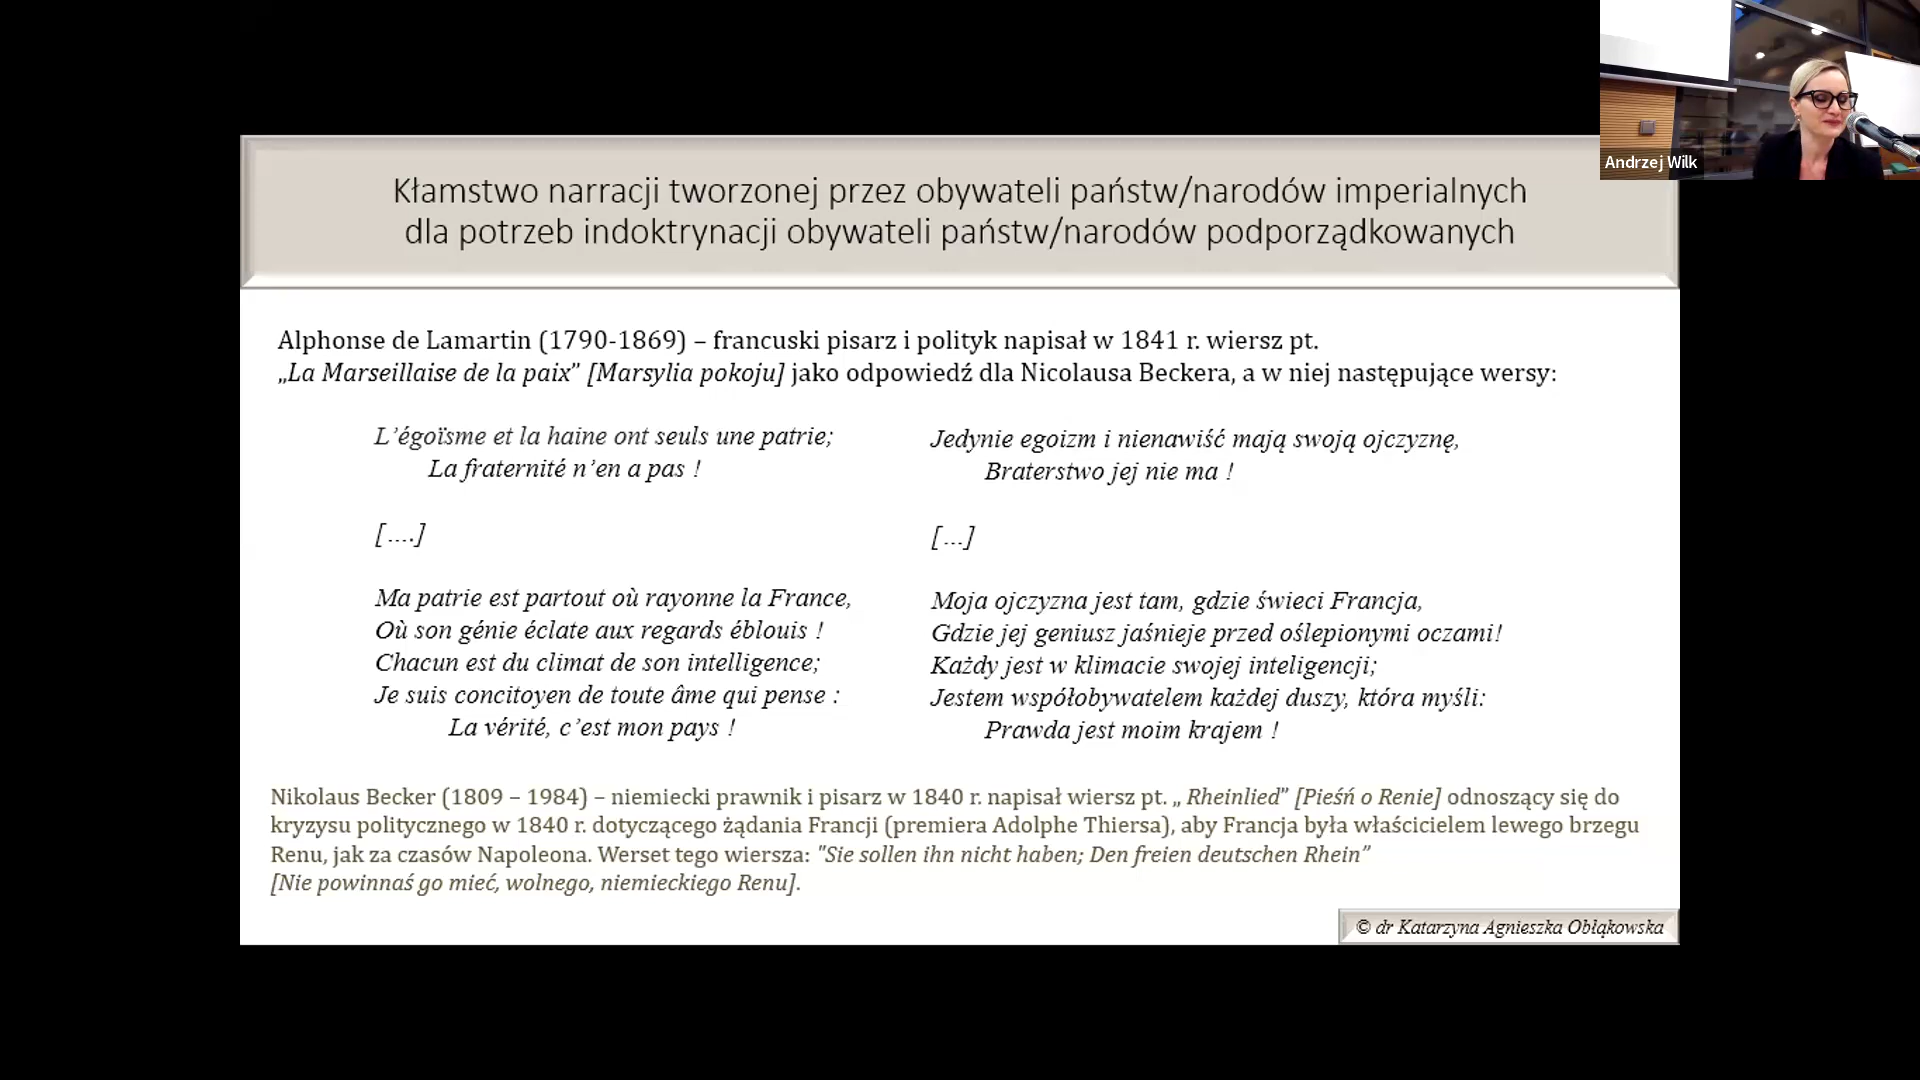 Andrzej Wilk
Kłamstwo narracji tworzonej przez obywateli państw/narodów imperialnych
dla potrzeb indoktrynacji obywateli państw/narodów podporządkowanych
Alphonse de Lamartin (1790-1869) – francuski pisarz i polityk napisał w 1841 r. wiersz pt.
„La Marseillaise de la paix” [Marsylia pokoju] jako odpowiedź dla Nicolausa Beckera, a w niej następujące wersy:
L’égoïsme et la haine ont seuls une patrie;
La fraternité n’en a pas !
[….]
Ma patrie est partout où rayonne la France,
Où son génie éclate aux regards éblouis !
Chacun est du climat de son intelligence;
Je suis concitoyen de toute âme qui pense :
La vérité, c’est mon pays !
Jedynie egoizm i nienawiść mają swoją ojczyznę,
Braterstwo jej nie ma !
[…]
Moja ojczyzna jest tam, gdzie świeci Francja,
Gdzie jej geniusz jaśnieje przed oślepionymi oczami!
Każdy jest w klimacie swojej inteligencji;
Jestem współobywatelem każdej duszy, która myśli:
Prawda jest moim krajem !
Nikolaus Becker (1809 – 1984) – niemiecki prawnik i pisarz w 1840 r. napisał wiersz pt. „ Rheinlied” [Pieśń o Renie] odnoszący się do
kryzysu politycznego w 1840 r. dotyczącego żądania Francji (premiera Adolphe Thiersa), aby Francja była właścicielem lewego brzegu
Renu, jak za czasów Napoleona. Werset tego wiersza: "Sie sollen ihn nicht haben; Den freien deutschen Rhein”
[Nie powinnaś go mieć, wolnego, niemieckiego Renu].
© dr Katarzyna Agnieszka Obłąkowska